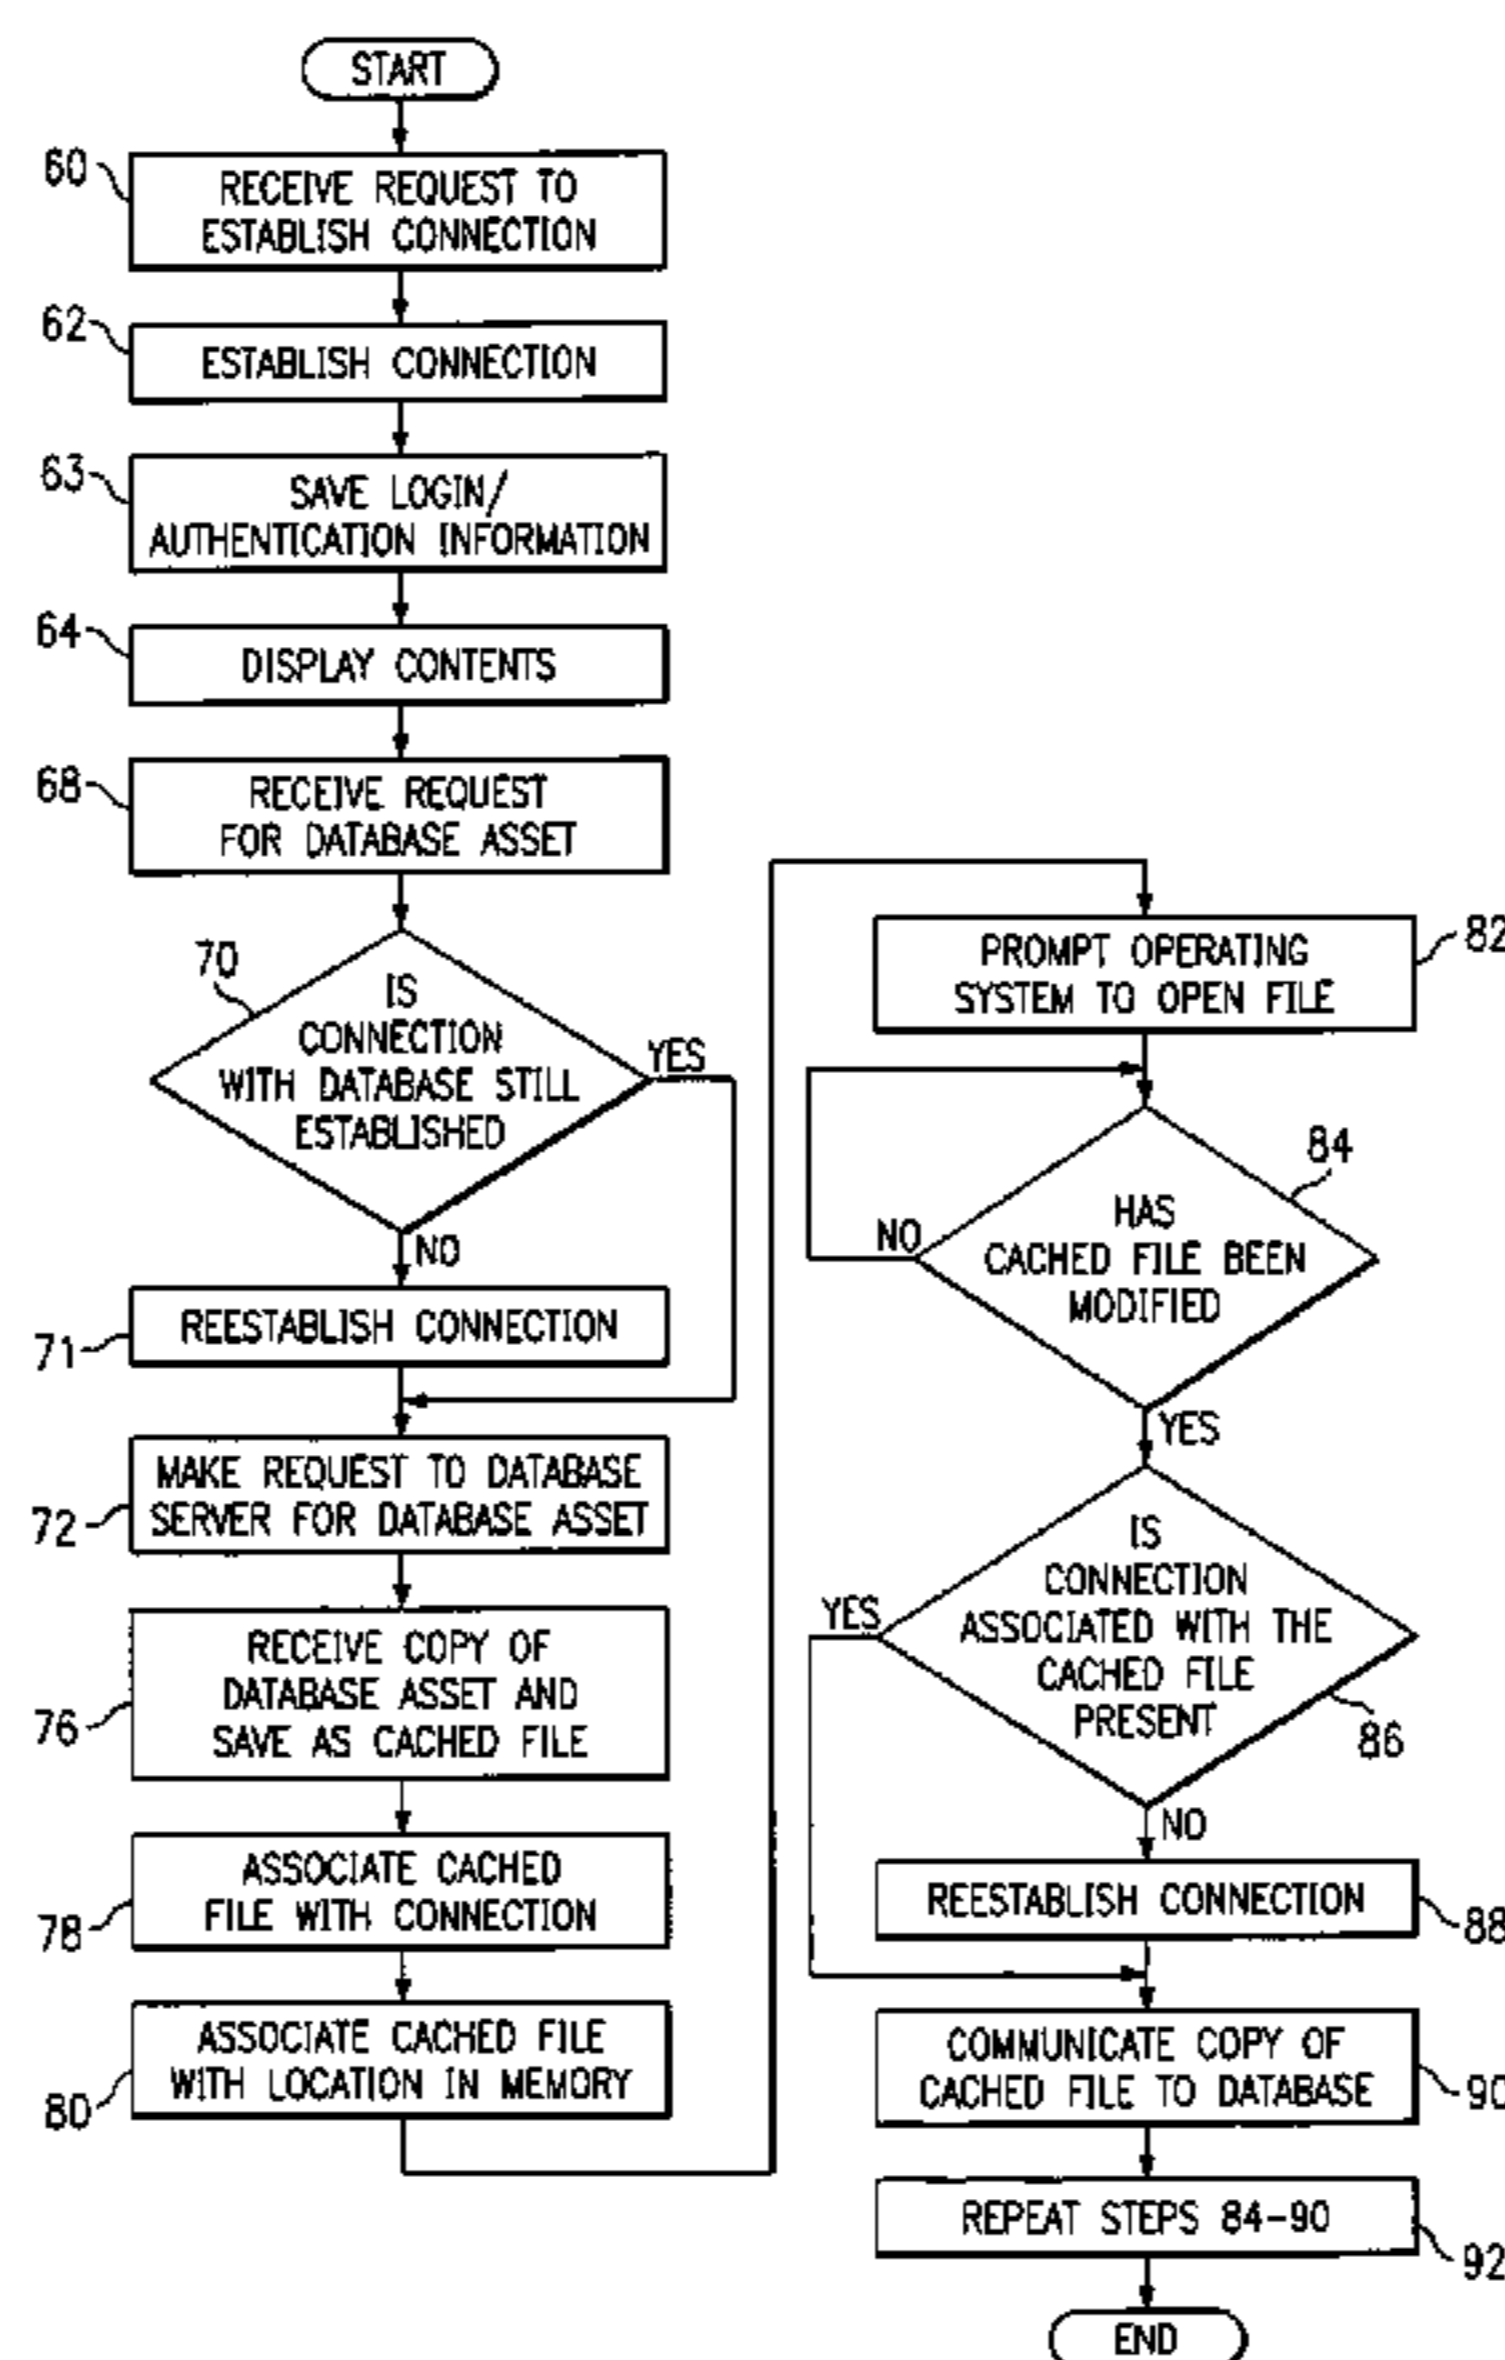 START
60
RECEIVE REQUEST TO
ESTABLISH CONNECTION
62
ESTABLISH CONNECTION
63
SAVE LOGIN/
AUTHENTICATION INFORMATION
64
DISPLAY CONTENTS
68
RECEIVE REQUEST
FOR DATABASE ASSET
70
IS
CONNECTION
WITH DATABASE STILL
ESTABLISHED
YES
NO
71
REESTABLISH CONNECTION
72
MAKE REQUEST TO DATABASE
SERVER FOR DATABASE ASSET
76
RECEIVE COPY OF
DATABASE ASSET AND
SAVE AS CACHED FILE
78
ASSOCIATE CACHED
FILE WITH CONNECTION
80
ASSOCIATE CACHED FILE
WITH LOCATION IN MEMORY
82
PROMPT OPERATING
SYSTEM TO OPEN FILE
84
HAS
CACHED FILE BEEN
MODIFIED
NO
YES
IS
CONNECTION
ASSOCIATED WITH THE
CACHED FILE
PRESENT
YES
86
NO
REESTABLISH CONNECTION
88
COMMUNICATE COPY OF
CACHED FILE TO DATABASE
90
REPEAT STEPS 84-90
92
END